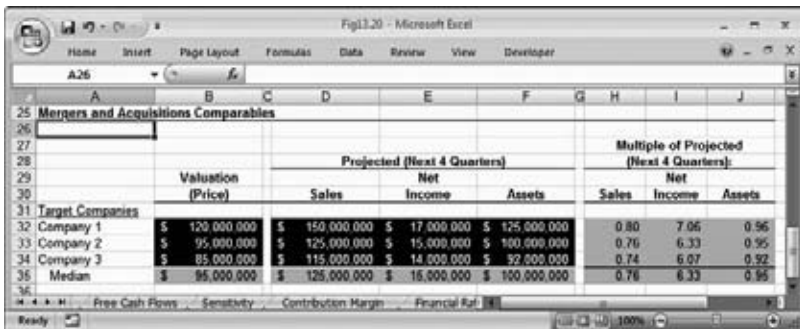 Fig13.20 - Microsoft Excel
Home Insert Page Layout Formulas Data Review View Developer
A26 fx
A B C D E F G H I J
25 Mergers and Acquisitions Comparables
26
27 Multiple of Projected
28 Projected (Next 4 Quarters) (Next 4 Quarters):
29 Valuation Net Net
30 (Price) Sales Income Assets Sales Income Assets
31 Target Companies
32 Company 1 $ 120,000,000 $ 150,000,000 $ 17,000,000 $ 125,000,000 0.80 7.06 0.96
33 Company 2 $ 95,000,000 $ 125,000,000 $ 15,000,000 $ 100,000,000 0.76 6.33 0.95
34 Company 3 $ 85,000,000 $ 115,000,000 $ 14,000,000 $ 92,000,000 0.74 6.07 0.92
35 Median $ 95,000,000 $ 125,000,000 $ 15,000,000 $ 100,000,000 0.76 6.33 0.95
36
Free Cash Flows Sensitivity Contribution Margin Financial Rat
Ready 100%